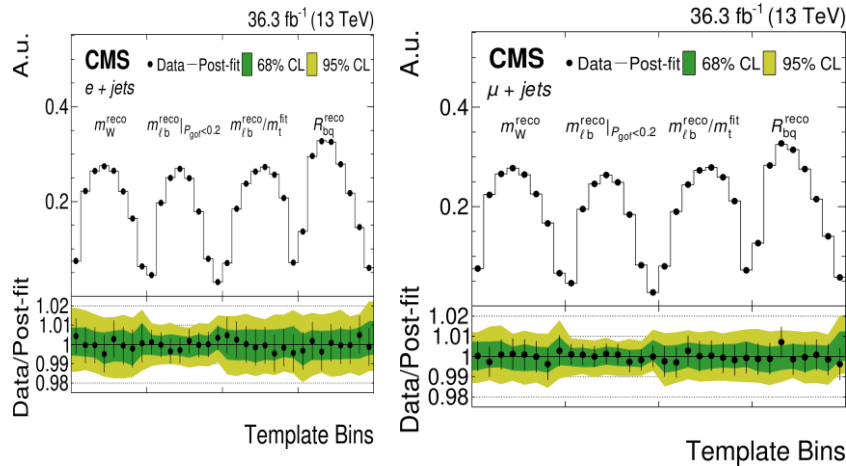 36.3 fb⁻¹ (13 TeV)
A.u.
CMS
Data
Post-fit
68% CL
95% CL
e + jets
m_W^reco
m_ℓb^reco|_P_gof<0.2
m_ℓb^reco/m_t^fit
R_bq^reco
0.4
0.2
Data/Post-fit
1.02
1.01
1
0.99
0.98
Template Bins
36.3 fb⁻¹ (13 TeV)
A.u.
CMS
Data
Post-fit
68% CL
95% CL
μ + jets
m_W^reco
m_ℓb^reco|_P_gof<0.2
m_ℓb^reco/m_t^fit
R_bq^reco
0.4
0.2
Data/Post-fit
1.02
1.01
1.00
0.99
0.98
Template Bins